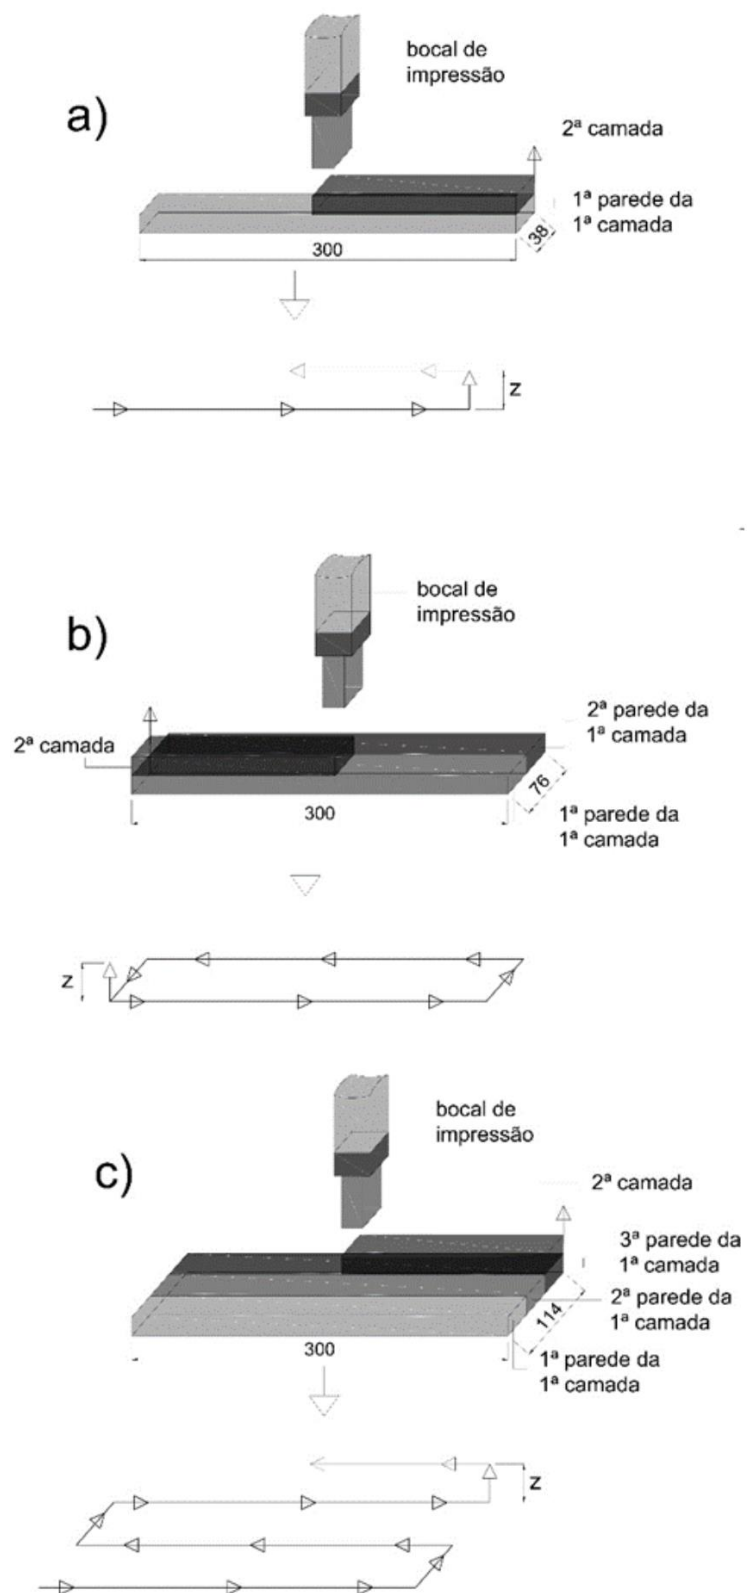 bocal de
impressão
a)
2ª camada
1ª parede da
1ª camada
38
300
z
bocal de
impressão
b)
2ª parede da
1ª camada
2ª camada
76
300
1ª parede da
1ª camada
z
bocal de
impressão
c)
2ª camada
3ª parede da
1ª camada
2ª parede da
1ª camada
114
300
1ª parede da
1ª camada
z